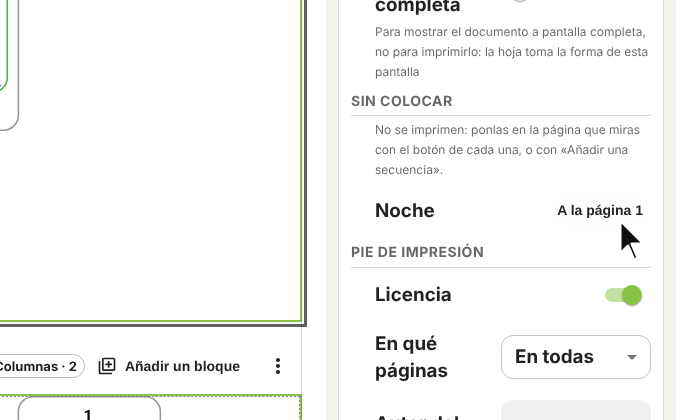 completa
Para mostrar el documento a pantalla completa,
no para imprimirlo: la hoja toma la forma de esta
pantalla
SIN COLOCAR
No se imprimen: ponlas en la página que miras
con el botón de cada una, o con «Añadir una
secuencia».
Noche
A la página 1
PIE DE IMPRESIÓN
Licencia
En qué
páginas
En todas
Columnas · 2
Añadir un bloque
1